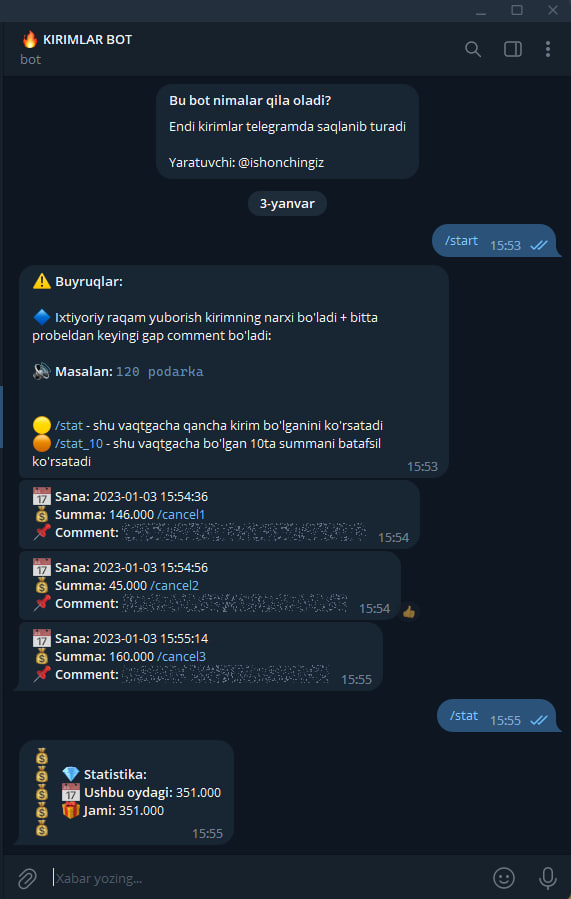 🔥 KIRIMLAR BOT
bot
Bu bot nimalar qila oladi?
Endi kirimlar telegramda saqlanib turadi
Yaratuvchi: @ishonchingiz
3-yanvar
/start 15:53
⚠️ Buyruqlar:
🔷 Ixtiyoriy raqam yuborish kirimning narxi bo'ladi + bitta
probeldan keyingi gap comment bo'ladi:
🔊 Masalan: 120 podarka
🟡 /stat - shu vaqtgacha qancha kirim bo'lganini ko'rsatadi
🟠 /stat_10 - shu vaqtgacha bo'lgan 10ta summani batafsil
ko'rsatadi 15:53
📅 Sana: 2023-01-03 15:54:36
💰 Summa: 146.000 /cancel1
📌 Comment: 15:54
📅 Sana: 2023-01-03 15:54:56
💰 Summa: 45.000 /cancel2
📌 Comment: 15:54
📅 Sana: 2023-01-03 15:55:14
💰 Summa: 160.000 /cancel3
📌 Comment: 15:55
/stat 15:55
💎 Statistika:
📅 Ushbu oydagi: 351.000
🎁 Jami: 351.000
15:55
Xabar yozing...